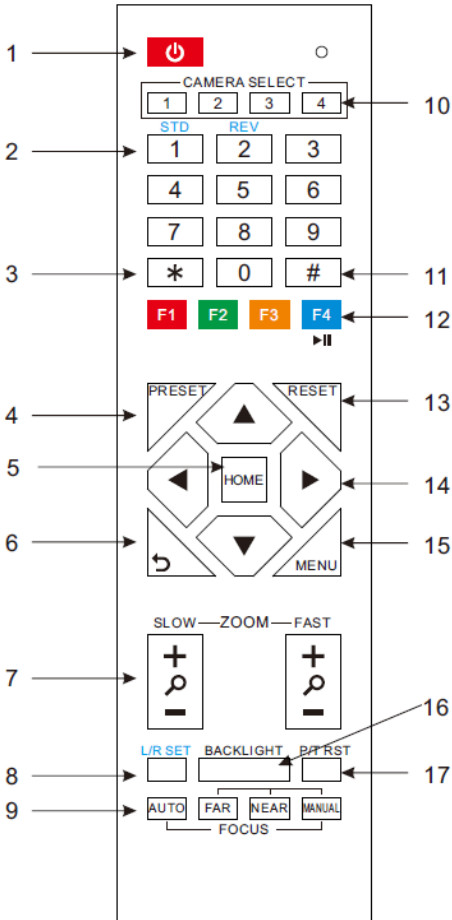 1
CAMERA SELECT
1 2 3 4 10
STD REV
2 1 2 3
4 5 6
7 8 9
3 * 0 # 11
F1 F2 F3 F4 12
PRESET RESET
4 13
5 HOME 14
6 MENU 15
SLOW ZOOM FAST
+ +
7
− −
16
L/R SET BACKLIGHT P/T RST
8 17
9 AUTO FAR NEAR MANUAL
FOCUS